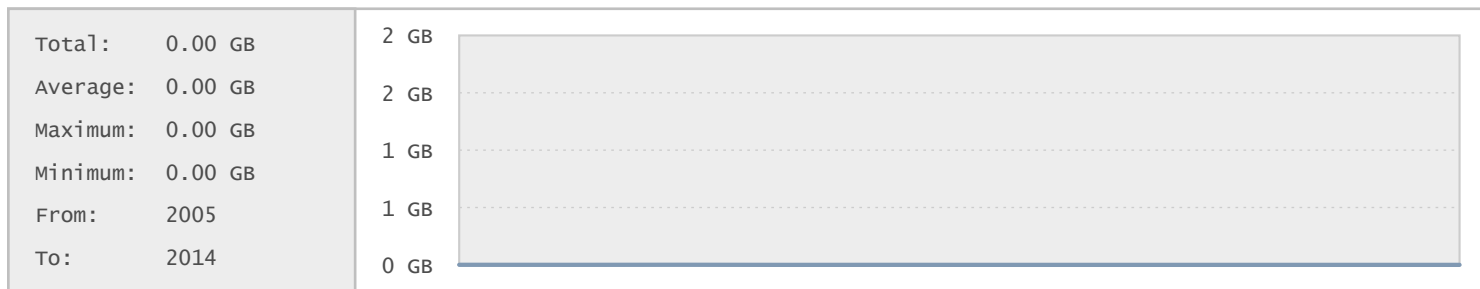 Total: 0.00 GB
Average: 0.00 GB
Maximum: 0.00 GB
Minimum: 0.00 GB
From: 2005
To: 2014
2 GB
2 GB
1 GB
1 GB
0 GB